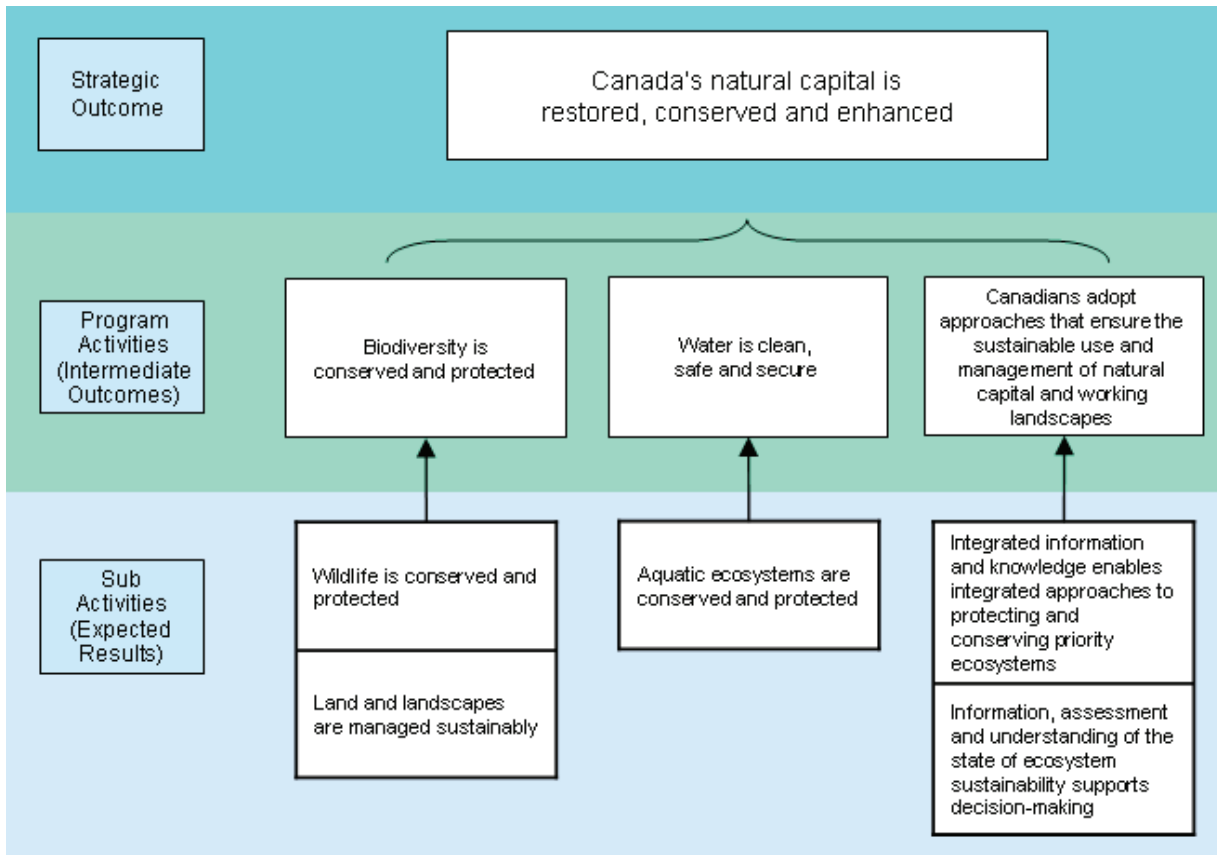 Strategic
Outcome
Canada's natural capital is
restored, conserved and enhanced
Program
Activities
(Intermediate
Outcomes)
Biodiversity is
conserved and protected
Water is clean,
safe and secure
Canadians adopt
approaches that ensure the
sustainable use and
management of natural
capital and working
landscapes
Sub
Activities
(Expected
Results)
Wildlife is conserved and
protected
Land and landscapes
are managed sustainably
Aquatic ecosystems are
conserved and protected
Integrated information
and knowledge enables
integrated approaches to
protecting and
conserving priority
ecosystems
Information, assessment
and understanding of the
state of ecosystem
sustainability supports
decision-making